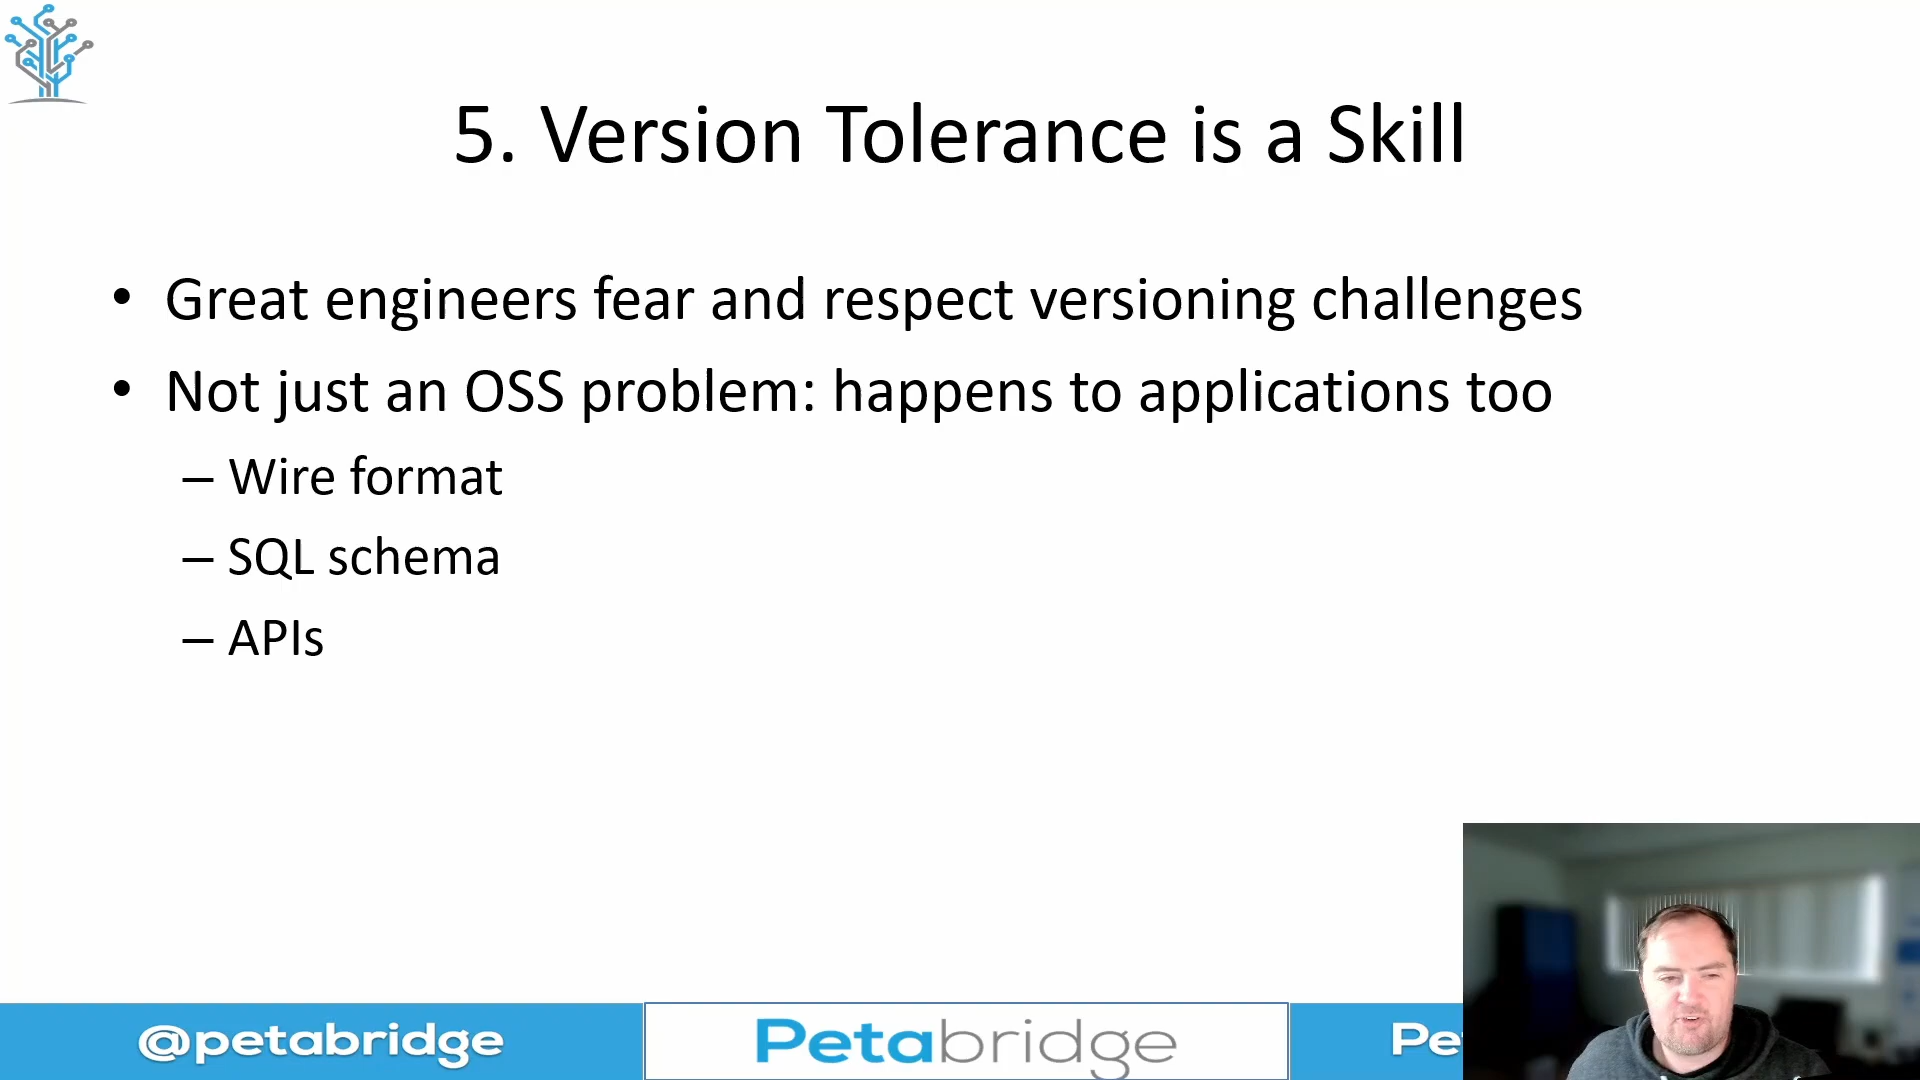 5. Version Tolerance is a Skill
• Great engineers fear and respect versioning challenges
• Not just an OSS problem: happens to applications too
– Wire format
– SQL schema
– APIs
@petabridge
Petabridge
Pe